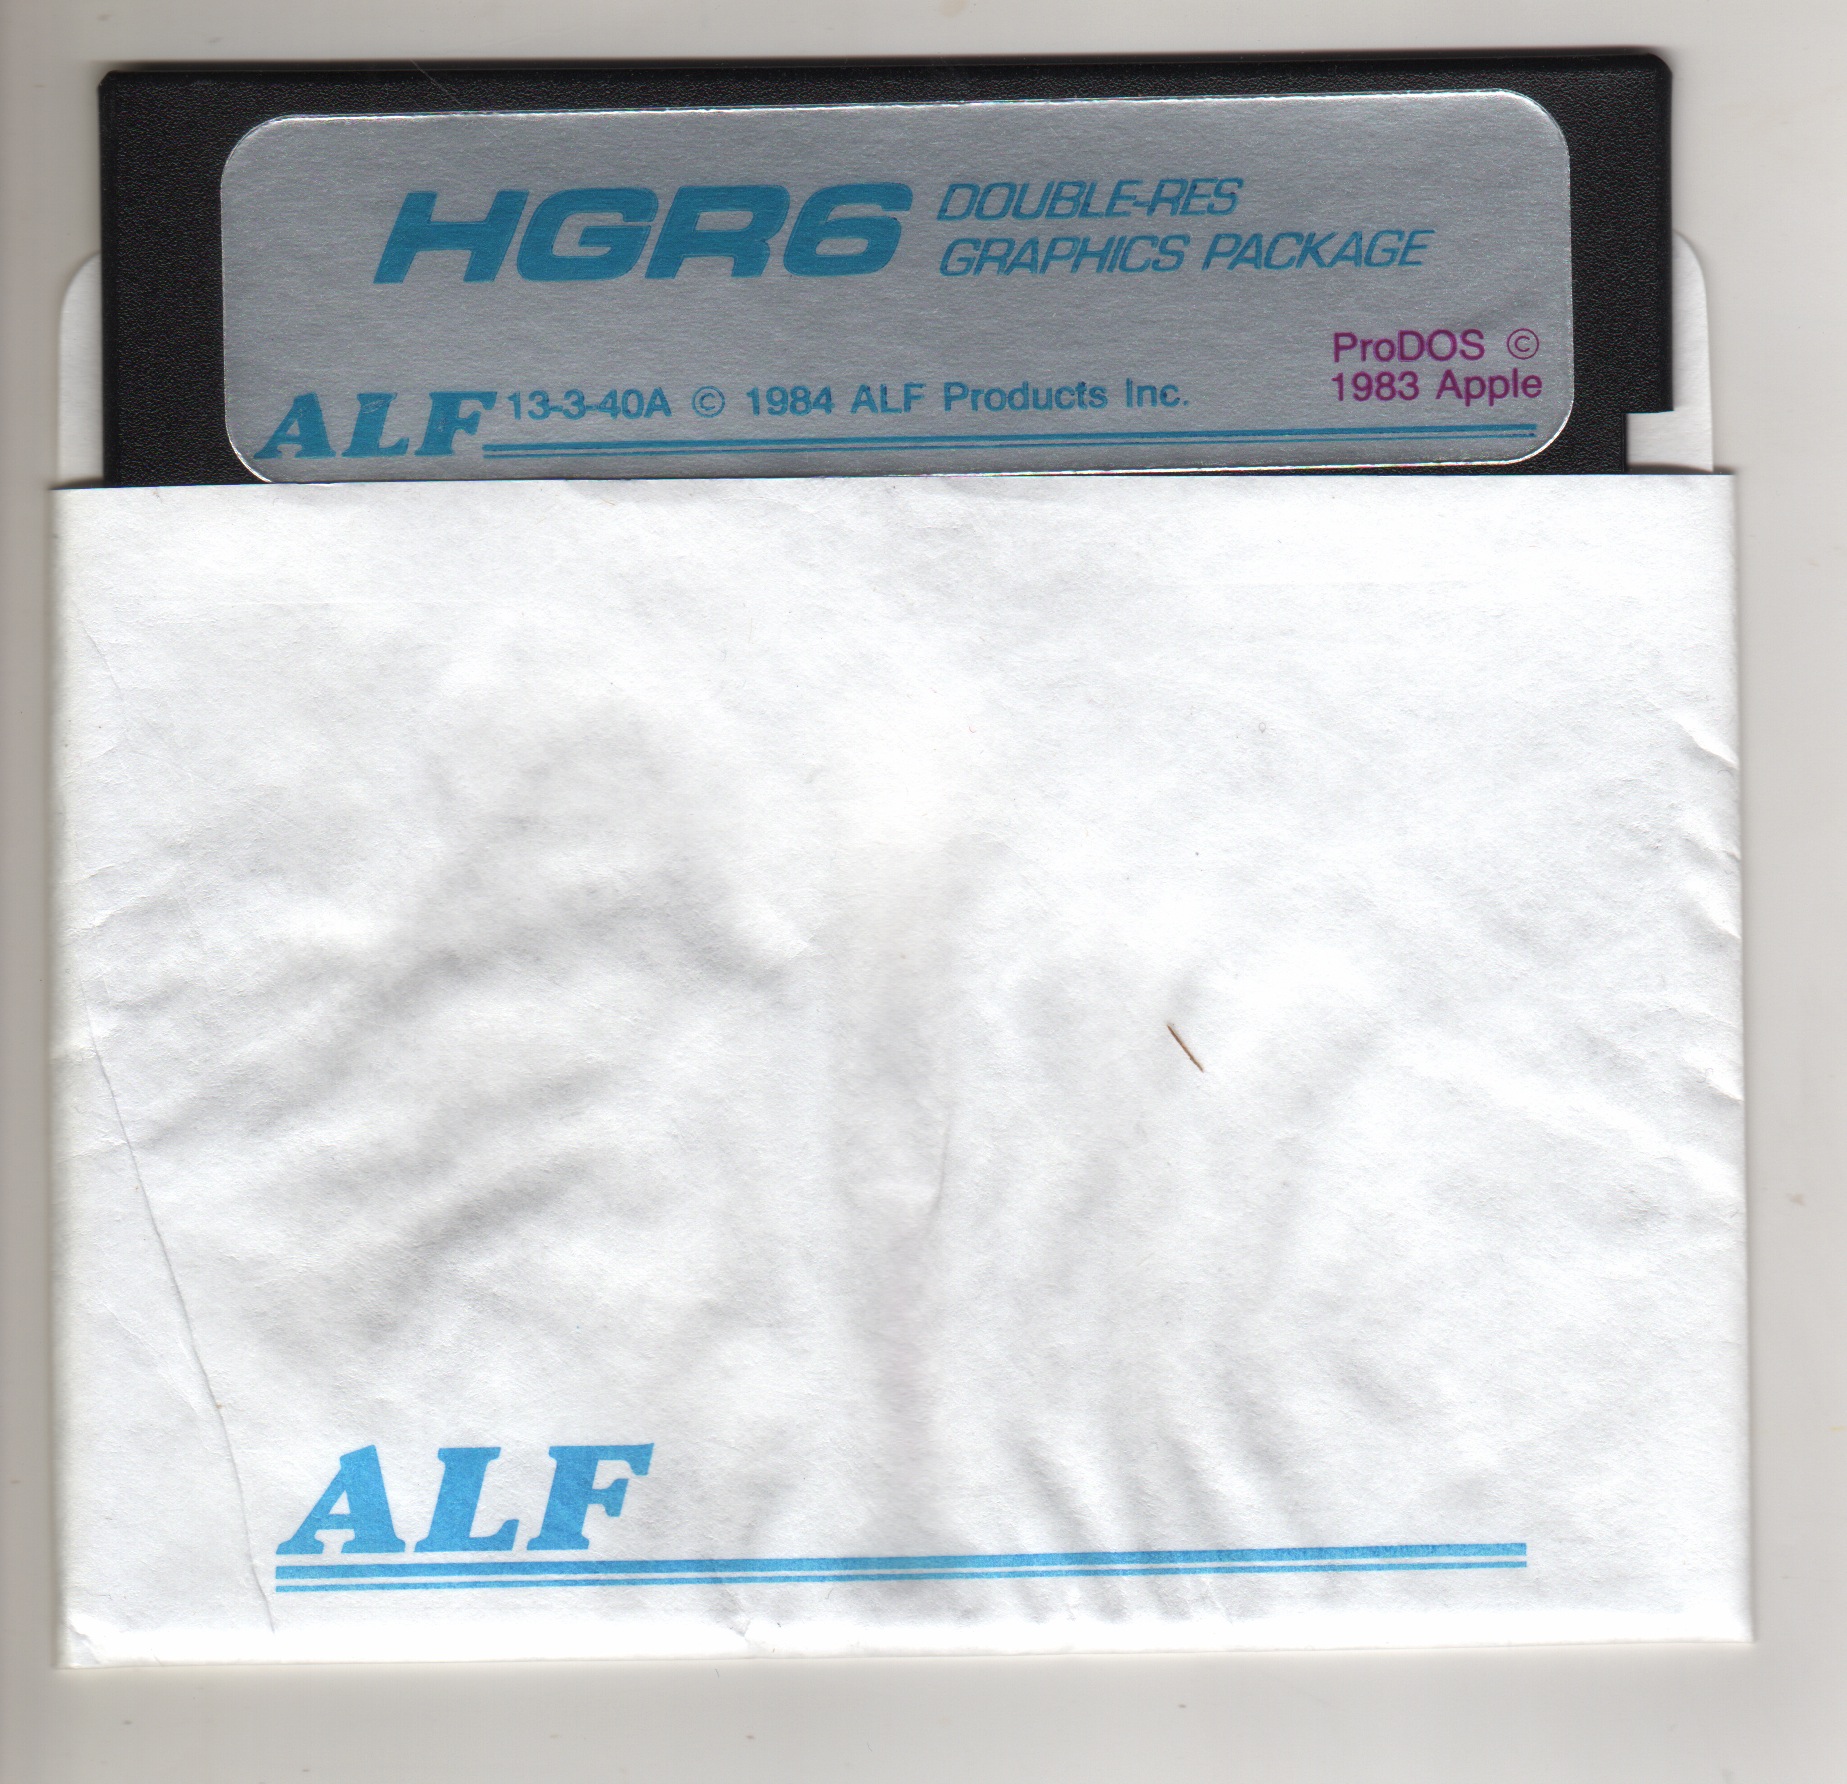 HGR6 DOUBLE-RES
GRAPHICS PACKAGE
ProDOS ©
1983 Apple
ALF 13-3-40A © 1984 ALF Products Inc.
ALF